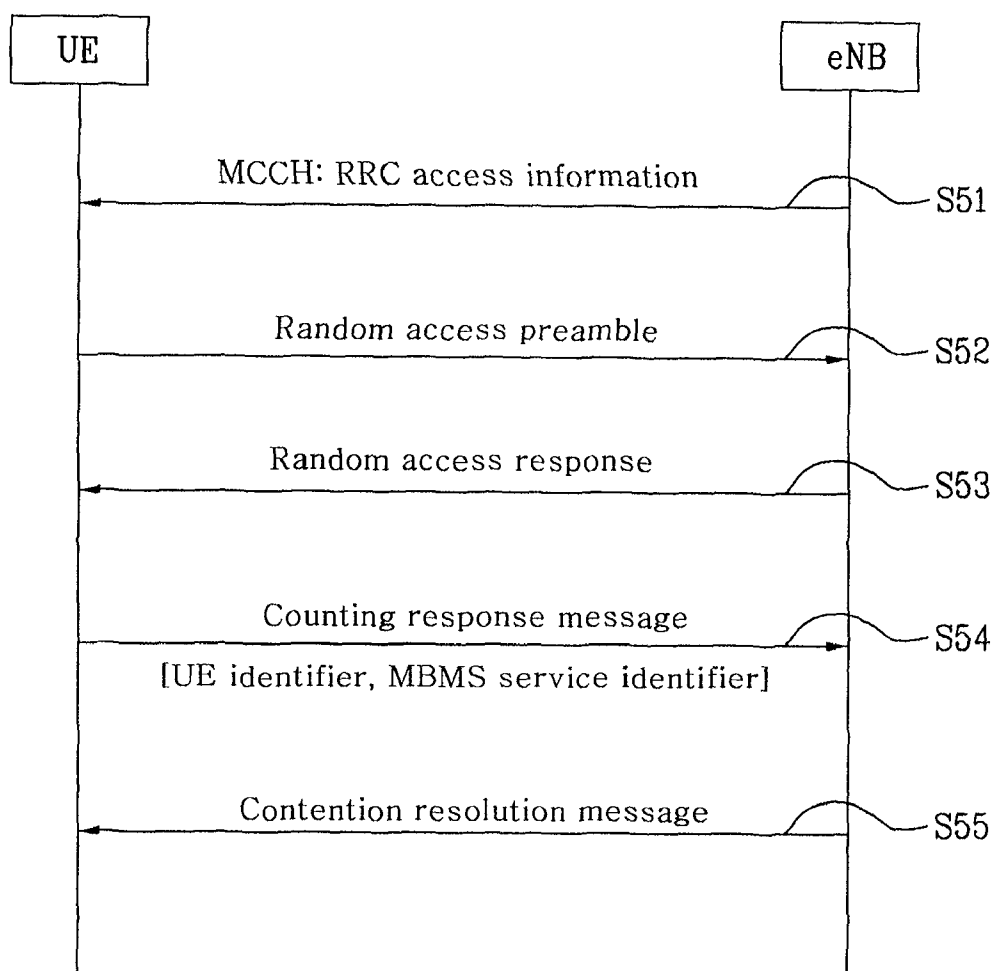 UE
eNB
MCCH: RRC access information
S51
Random access preamble
S52
Random access response
S53
Counting response message
S54
[UE identifier, MBMS service identifier]
Contention resolution message
S55